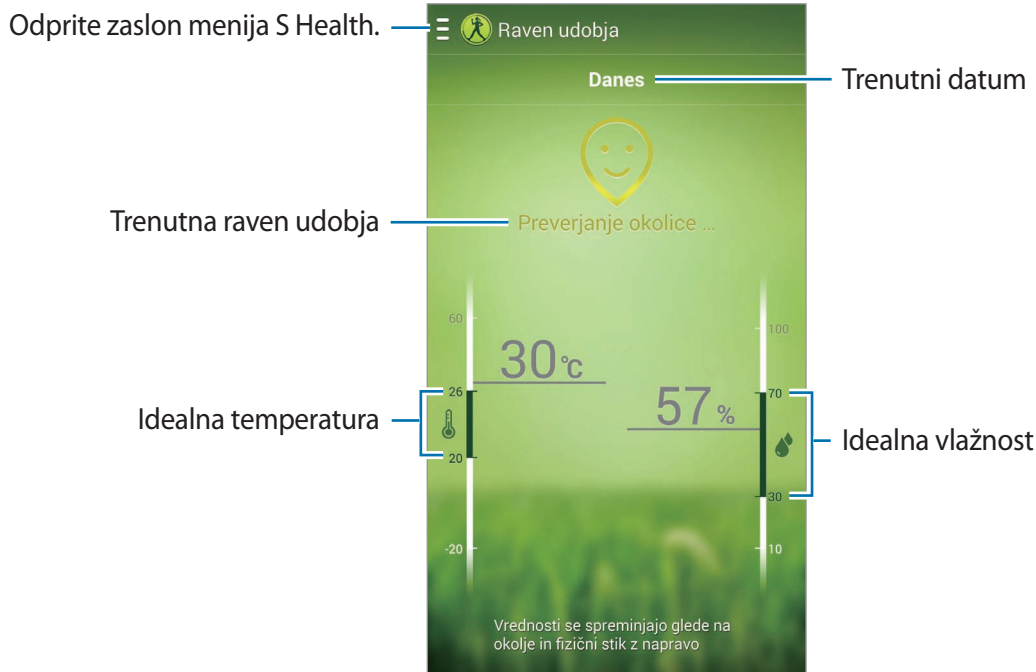 Odprite zaslon menija S Health.
Raven udobja
Danes
Trenutni datum
Trenutna raven udobja
Preverjanje okolice ...
60
100
30 °C
26
70
57 %
Idealna temperatura
Idealna vlažnost
20
30
-20
10
Vrednosti se spreminjajo glede na
okolje in fizični stik z napravo